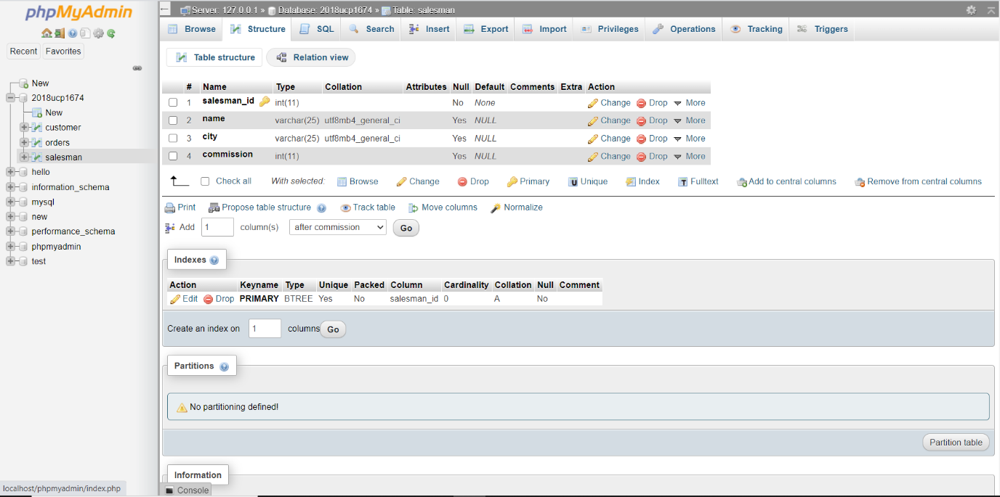 phpMyAdmin
Recent Favorites
New
2018ucp1674
New
customer
orders
salesman
hello
information_schema
mysql
new
performance_schema
phpmyadmin
test
localhost/phpmyadmin/index.php
Server: 127.0.0.1 » Database: 2018ucp1674 » Table: salesman
Browse Structure SQL Search Insert Export Import Privileges Operations Tracking Triggers
Table structure Relation view
# Name Type Collation Attributes Null Default Comments Extra Action
1 salesman_id int(11) No None Change Drop More
2 name varchar(25) utf8mb4_general_ci Yes NULL Change Drop More
3 city varchar(25) utf8mb4_general_ci Yes NULL Change Drop More
4 commission int(11) Yes NULL Change Drop More
Check all With selected: Browse Change Drop Primary Unique Index Fulltext Add to central columns Remove from central columns
Print Propose table structure Track table Move columns Normalize
Add 1 column(s) after commission Go
Indexes
Action Keyname Type Unique Packed Column Cardinality Collation Null Comment
Edit Drop PRIMARY BTREE Yes No salesman_id 0 A No
Create an index on 1 columns Go
Partitions
No partitioning defined!
Partition table
Information
Console